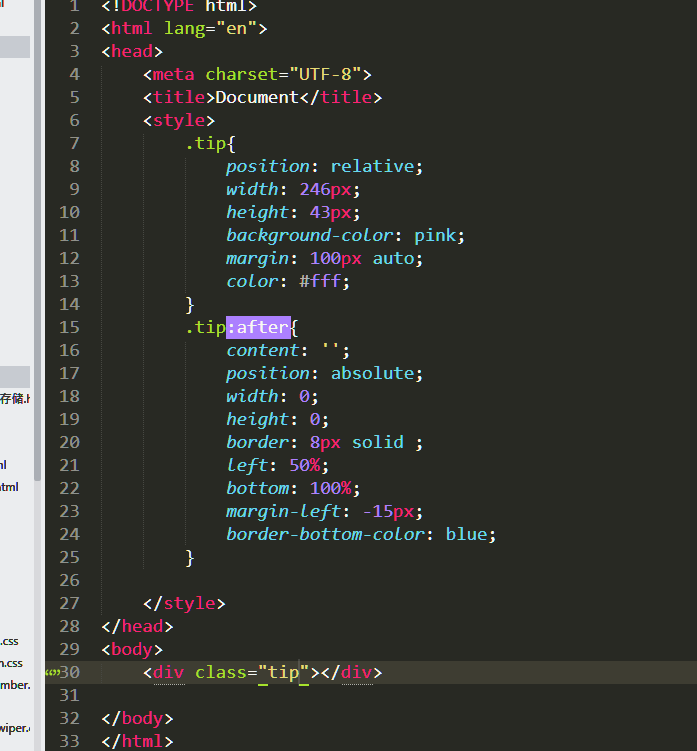 ml
1 <!DOCTYPE html>
2 <html lang="en">
3 <head>
4 <meta charset="UTF-8">
5 <title>Document</title>
6 <style>
7 .tip{
8 position: relative;
9 width: 246px;
10 height: 43px;
11 background-color: pink;
12 margin: 100px auto;
13 color: #fff;
14 }
15 .tip:after{
16 content: '';
17 position: absolute;
存储.h
18 width: 0;
19 height: 0;
20 border: 8px solid ;
ml
21 left: 50%;
html
22 bottom: 100%;
23 margin-left: -15px;
24 border-bottom-color: blue;
25 }
26
27 </style>
28 </head>
.css
29 <body>
n.css
30 <div class="tip"></div>
mber.
31
32 </body>
wiper.
33 </html>